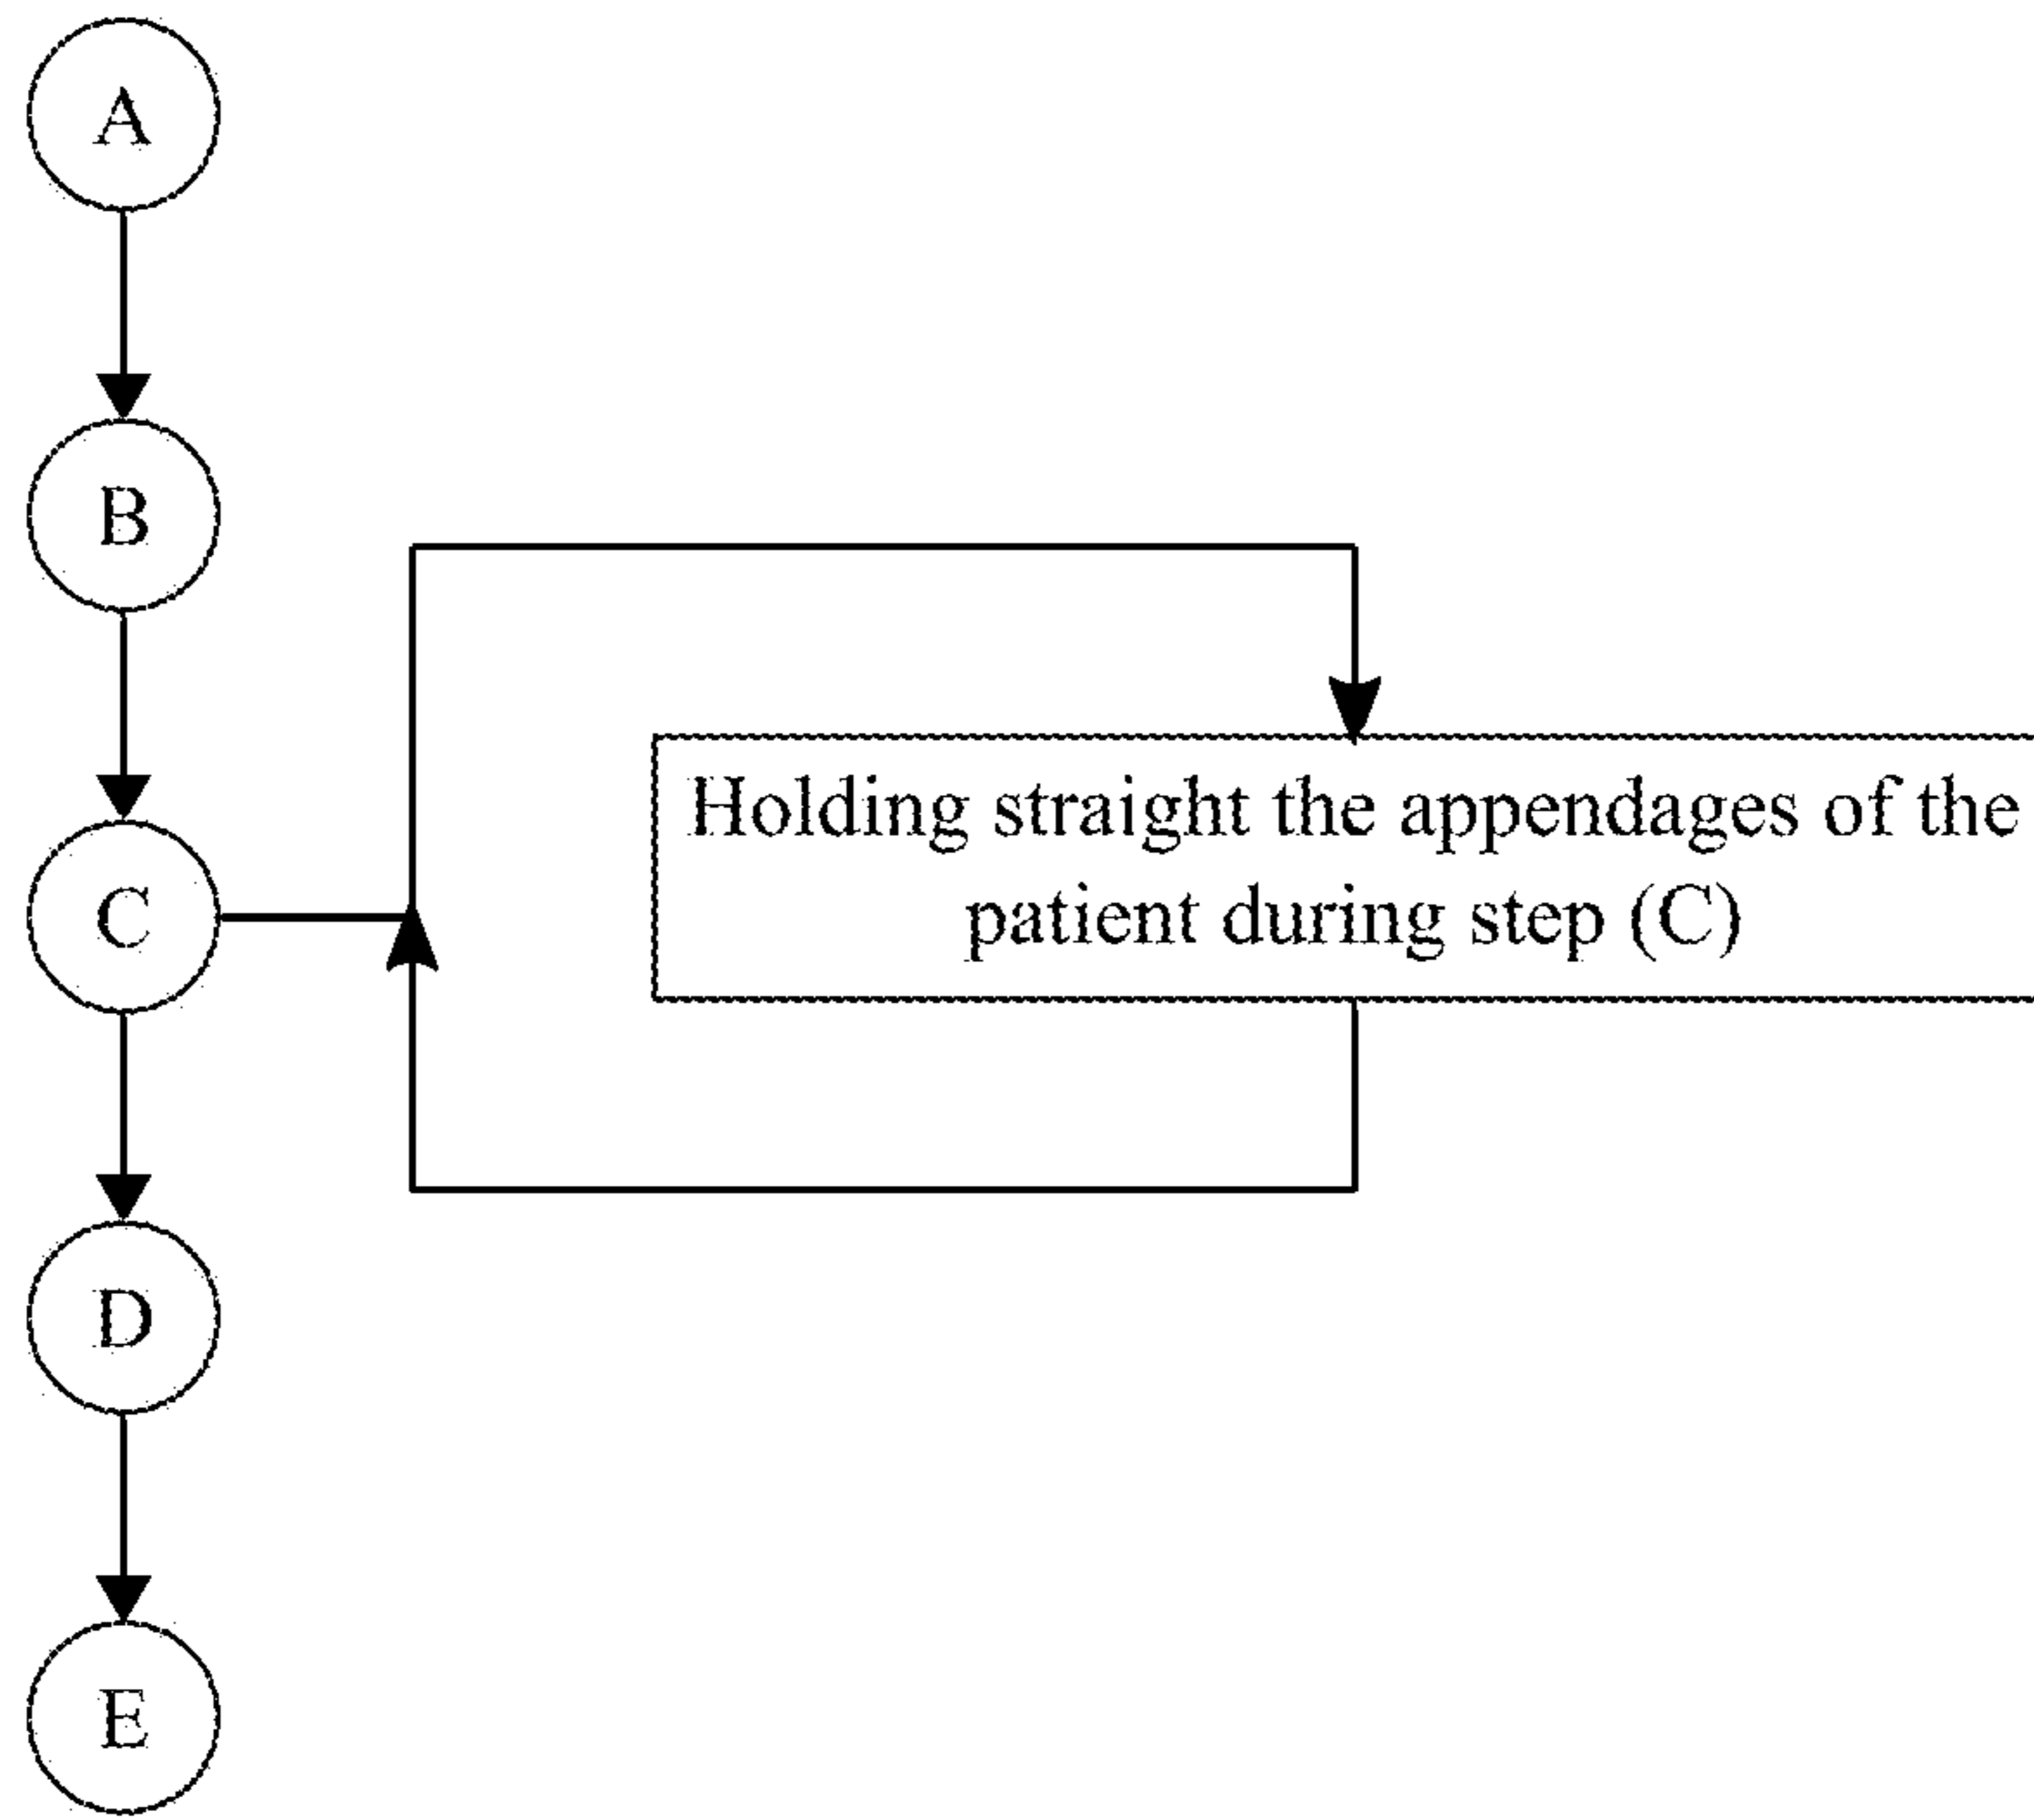 A
B
Holding straight the appendages of the
patient during step (C)
C
D
E